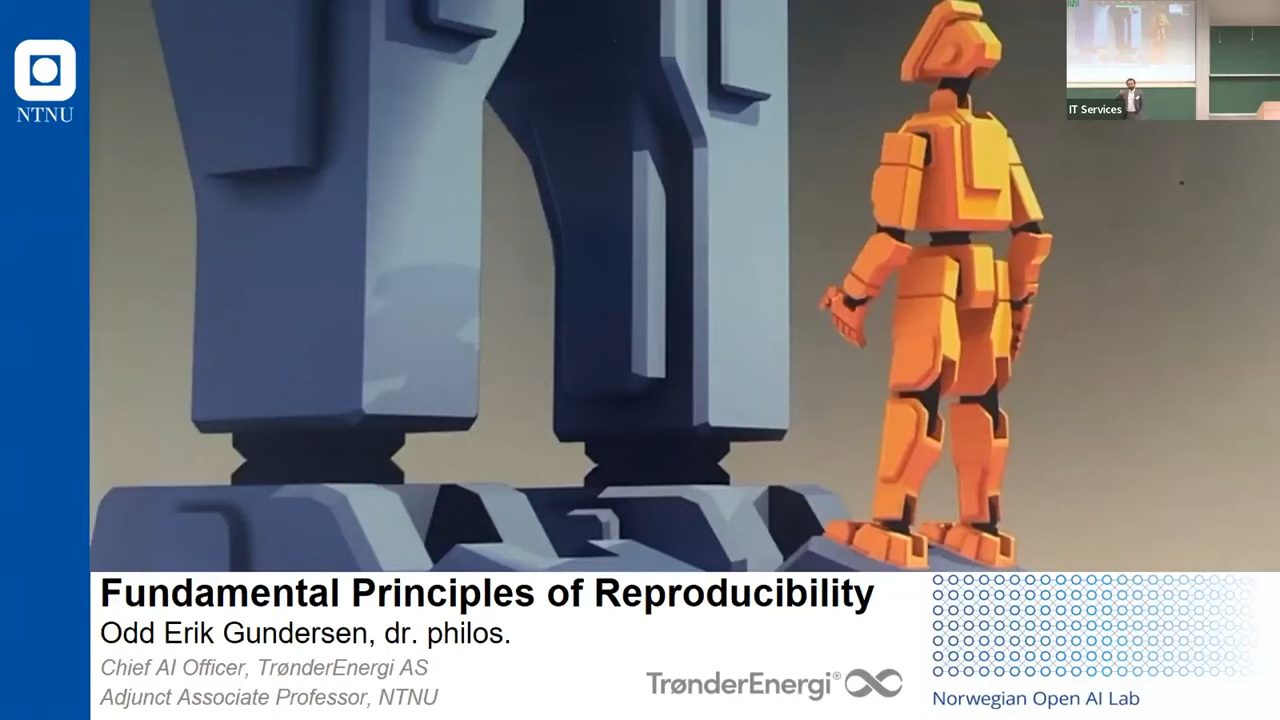 NTNU
IT Services
Fundamental Principles of Reproducibility
Odd Erik Gundersen, dr. philos.
Chief AI Officer, TrønderEnergi AS
Adjunct Associate Professor, NTNU
TrønderEnergi®
Norwegian Open AI Lab